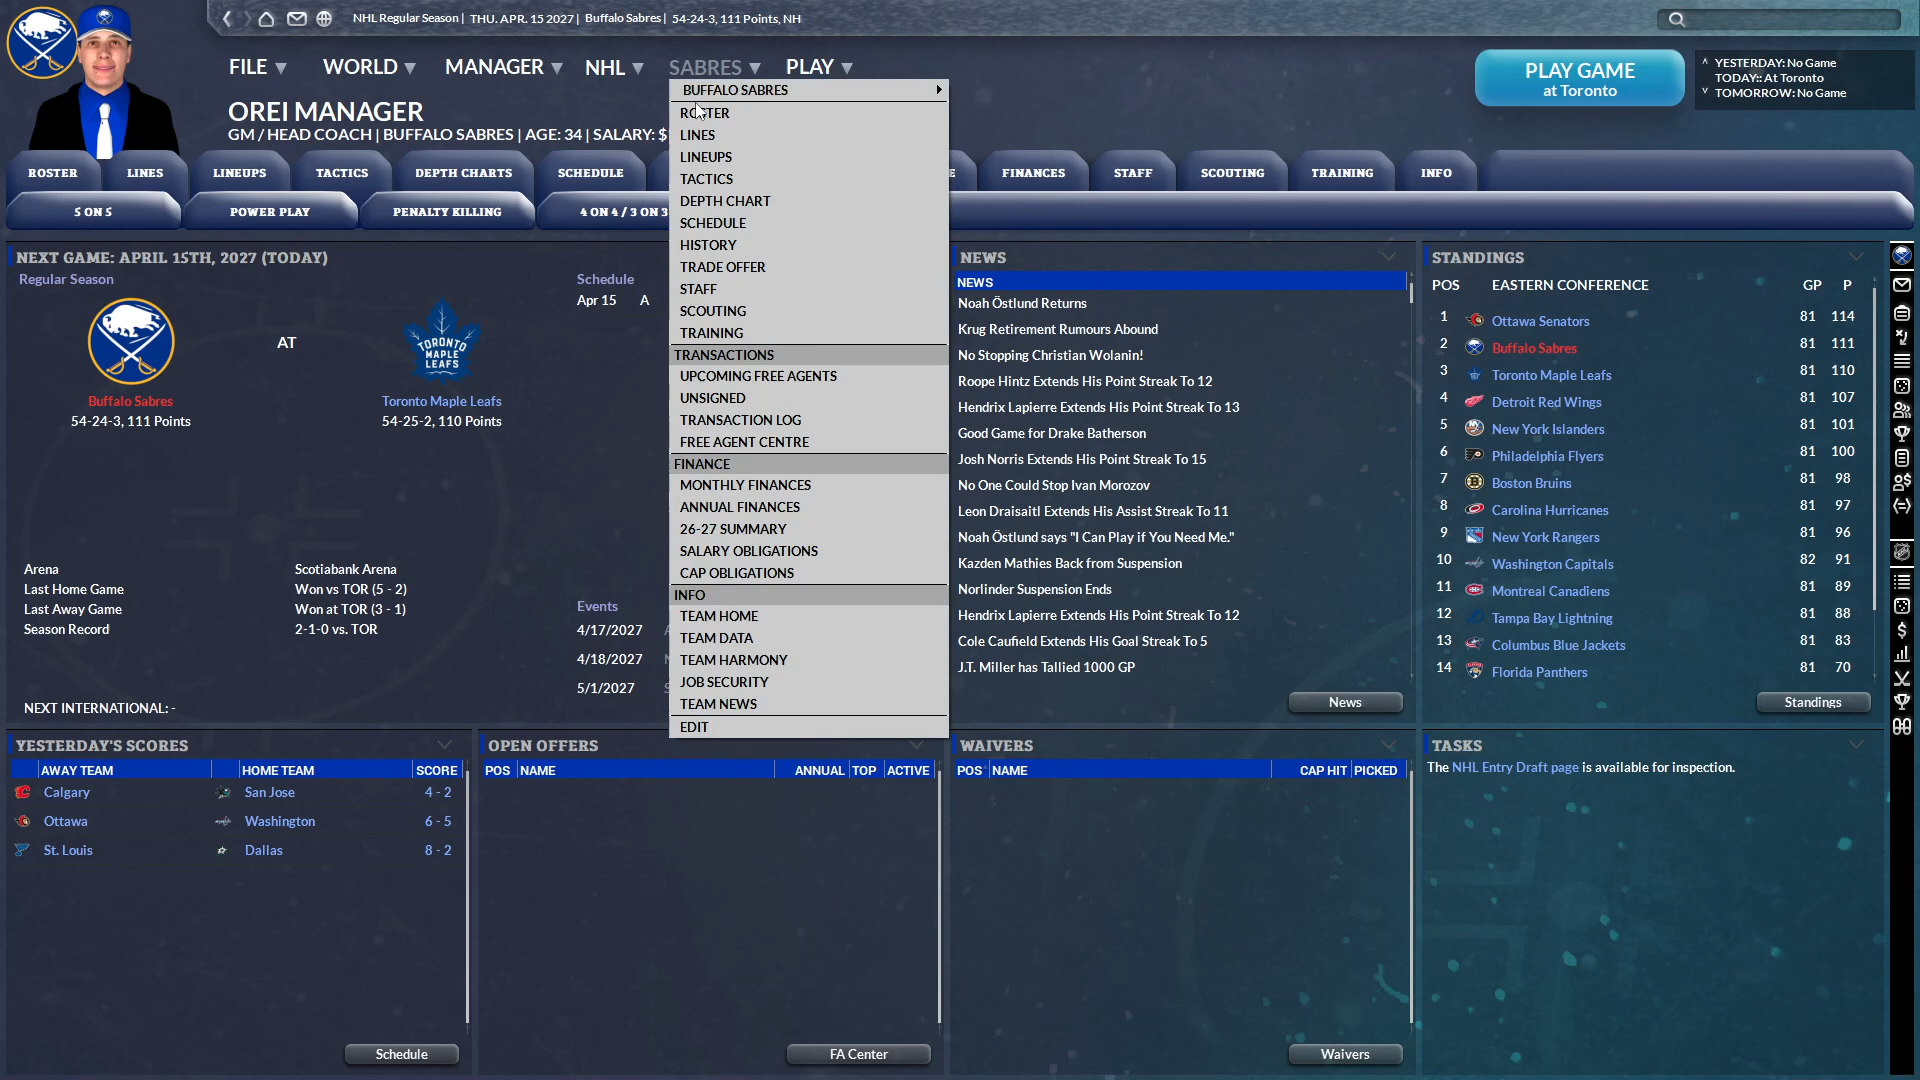 NHL Regular Season | THU. APR. 15 2027 | Buffalo Sabres | 54-24-3, 111 Points, NH
FILE WORLD MANAGER NHL SABRES PLAY
PLAY GAME
at Toronto
YESTERDAY: No Game
TODAY:: At Toronto
TOMORROW: No Game
OREI MANAGER
GM / HEAD COACH | BUFFALO SABRES | AGE: 34 | SALARY: $
ROSTER LINES LINEUPS TACTICS DEPTH CHARTS SCHEDULE E FINANCES STAFF SCOUTING TRAINING INFO
5 ON 5 POWER PLAY PENALTY KILLING 4 ON 4 / 3 ON 3
BUFFALO SABRES
ROSTER
LINES
LINEUPS
TACTICS
DEPTH CHART
SCHEDULE
HISTORY
TRADE OFFER
STAFF
SCOUTING
TRAINING
TRANSACTIONS
UPCOMING FREE AGENTS
UNSIGNED
TRANSACTION LOG
FREE AGENT CENTRE
FINANCE
MONTHLY FINANCES
ANNUAL FINANCES
26-27 SUMMARY
SALARY OBLIGATIONS
CAP OBLIGATIONS
INFO
TEAM HOME
TEAM DATA
TEAM HARMONY
JOB SECURITY
TEAM NEWS
EDIT
NEXT GAME: APRIL 15TH, 2027 (TODAY)
Regular Season
AT
TORONTO
MAPLE
LEAFS
Buffalo Sabres
54-24-3, 111 Points
Toronto Maple Leafs
54-25-2, 110 Points
Schedule
Apr 15 A
Arena Scotiabank Arena
Last Home Game Won vs TOR (5 - 2)
Last Away Game Won at TOR (3 - 1)
Season Record 2-1-0 vs. TOR
NEXT INTERNATIONAL: -
Events
4/17/2027
4/18/2027
5/1/2027
NEWS
NEWS
Noah Östlund Returns
Krug Retirement Rumours Abound
No Stopping Christian Wolanin!
Roope Hintz Extends His Point Streak To 12
Hendrix Lapierre Extends His Point Streak To 13
Good Game for Drake Batherson
Josh Norris Extends His Point Streak To 15
No One Could Stop Ivan Morozov
Leon Draisaitl Extends His Assist Streak To 11
Noah Östlund says "I Can Play if You Need Me."
Kazden Mathies Back from Suspension
Norlinder Suspension Ends
Hendrix Lapierre Extends His Point Streak To 12
Cole Caufield Extends His Goal Streak To 5
J.T. Miller has Tallied 1000 GP
News
STANDINGS
POS EASTERN CONFERENCE GP P
1 Ottawa Senators 81 114
2 Buffalo Sabres 81 111
3 Toronto Maple Leafs 81 110
4 Detroit Red Wings 81 107
5 New York Islanders 81 101
6 Philadelphia Flyers 81 100
7 Boston Bruins 81 98
8 Carolina Hurricanes 81 97
9 New York Rangers 81 96
10 Washington Capitals 82 91
11 Montreal Canadiens 81 89
12 Tampa Bay Lightning 81 88
13 Columbus Blue Jackets 81 83
14 Florida Panthers 81 70
Standings
YESTERDAY'S SCORES
AWAY TEAM HOME TEAM SCORE
Calgary San Jose 4 - 2
Ottawa Washington 6 - 5
St. Louis Dallas 8 - 2
Schedule
OPEN OFFERS
POS NAME ANNUAL TOP ACTIVE
FA Center
WAIVERS
POS NAME CAP HIT PICKED
Waivers
TASKS
The NHL Entry Draft page is available for inspection.